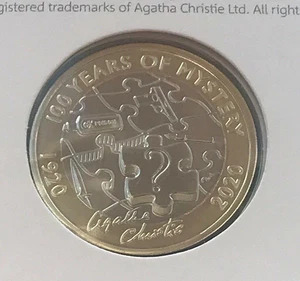 gistered trademarks of Agatha Christie Ltd. All right
100 YEARS OF MYSTERY
1920
?
2020
Agatha
Christie